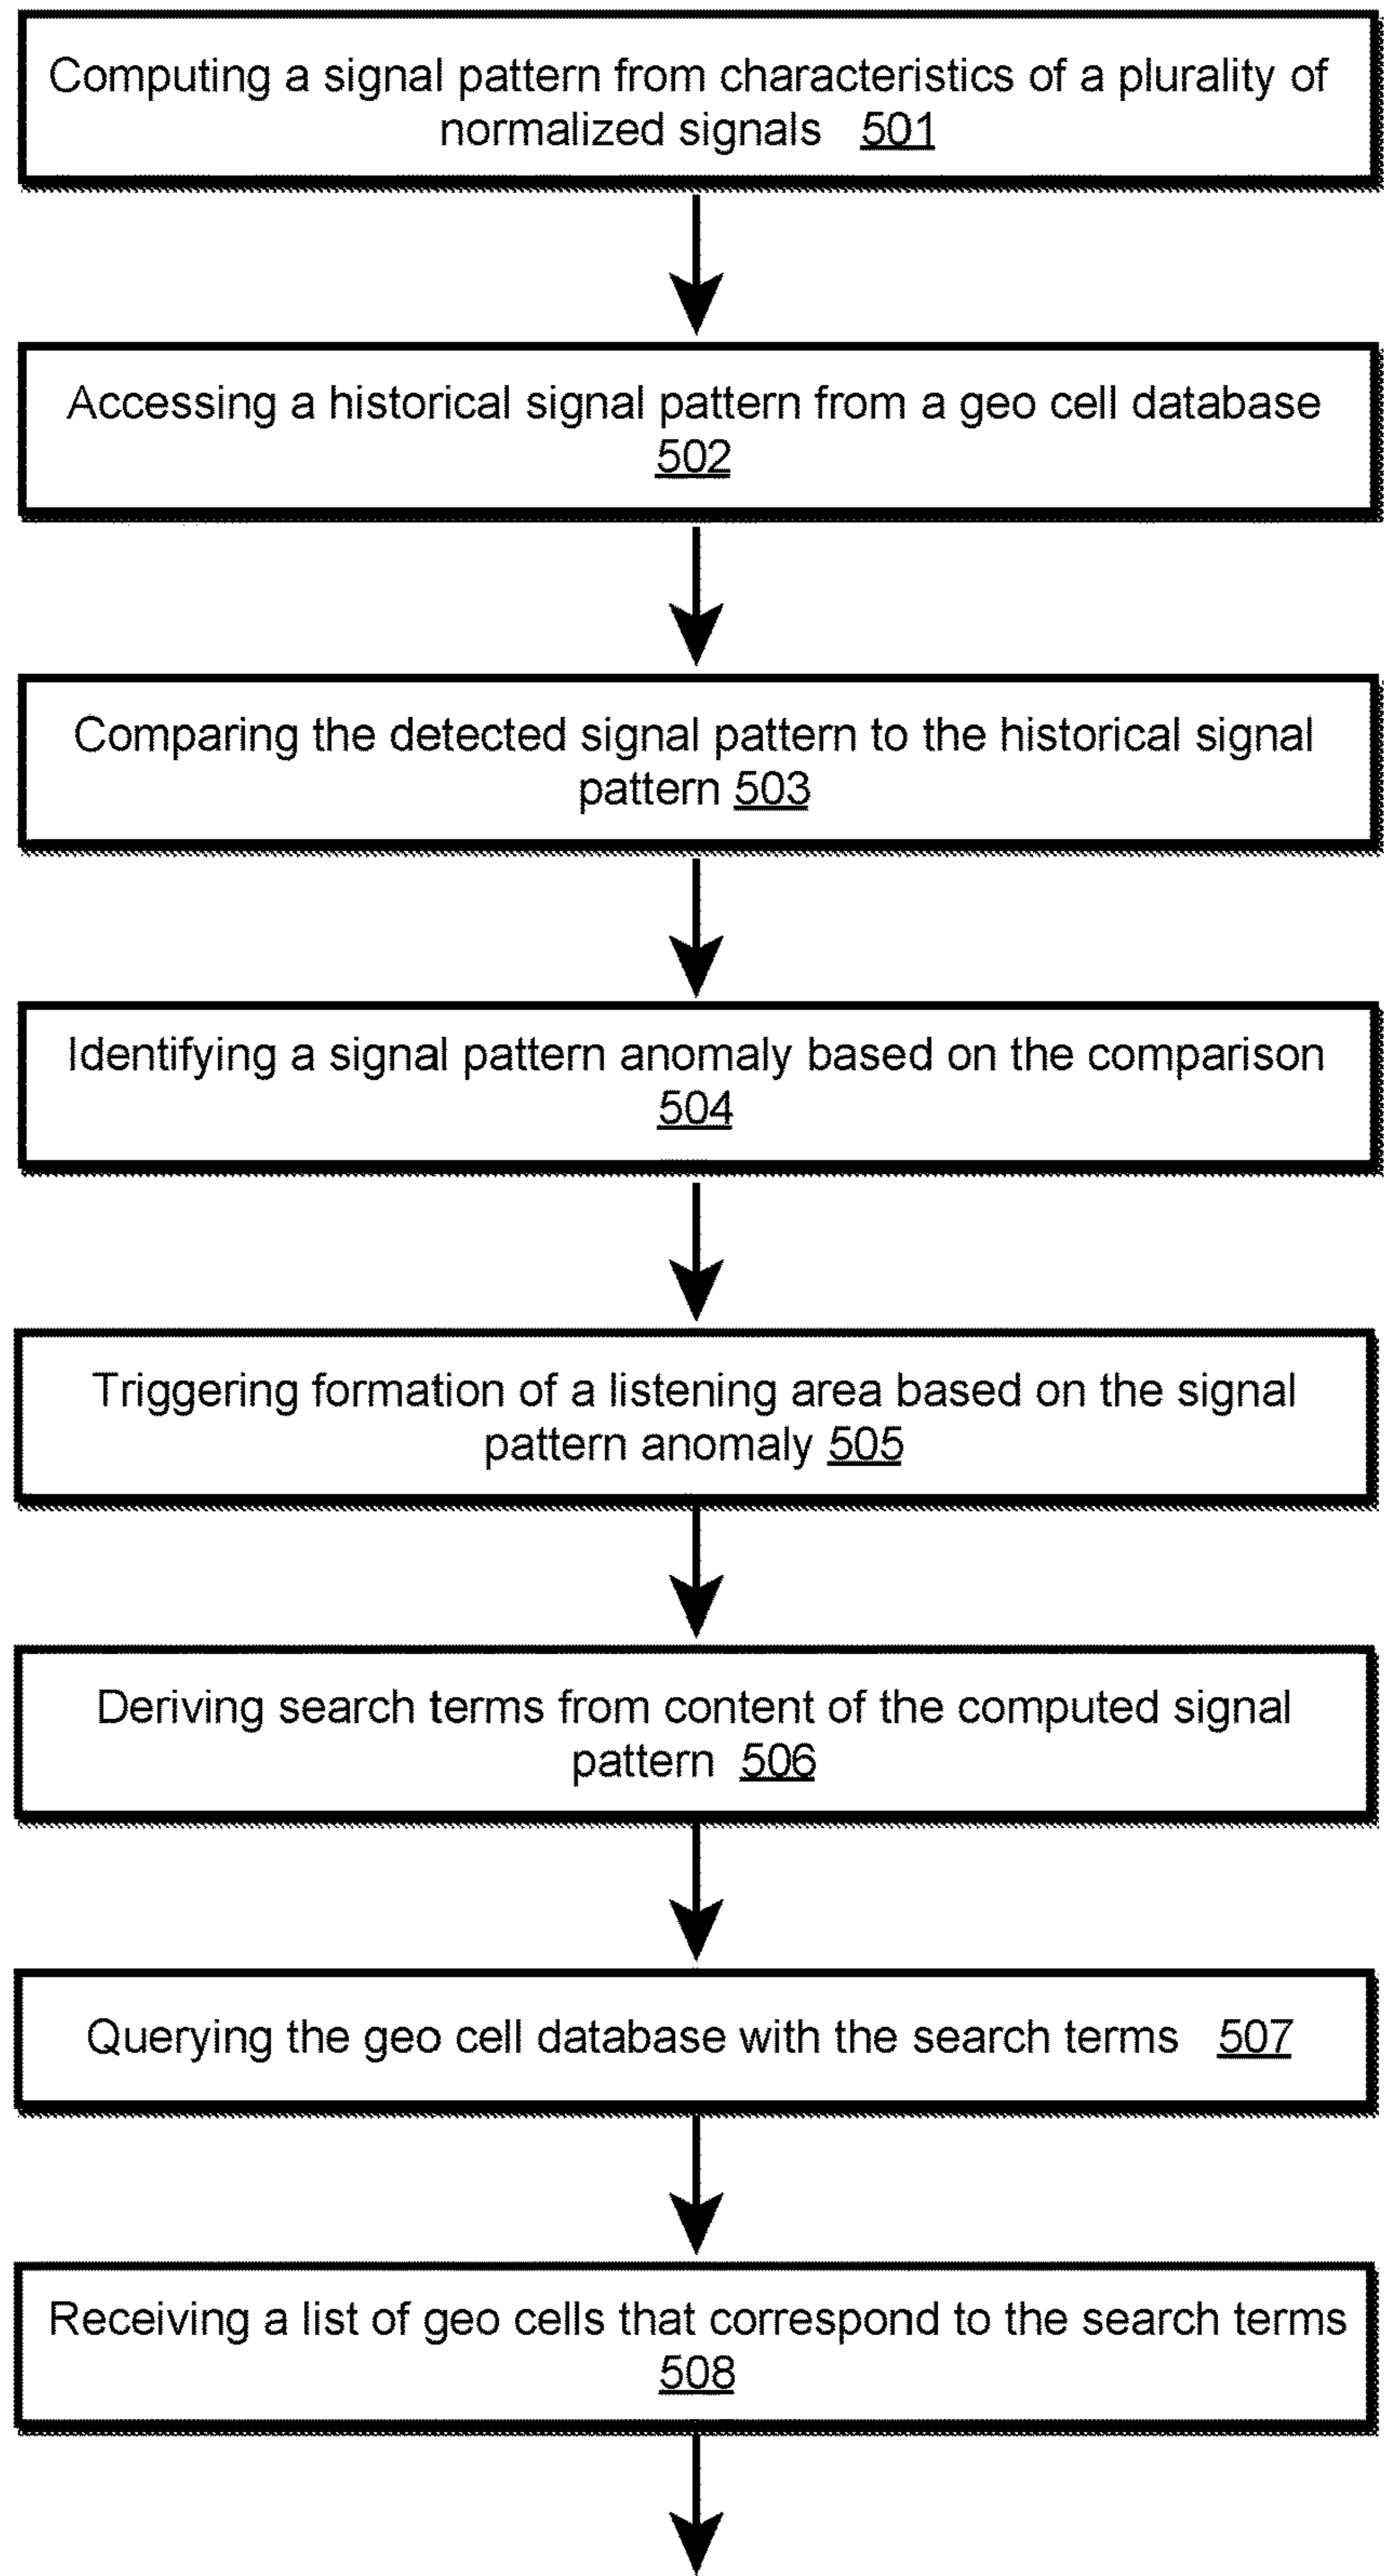 Computing a signal pattern from characteristics of a plurality of
normalized signals 501
Accessing a historical signal pattern from a geo cell database
502
Comparing the detected signal pattern to the historical signal
pattern 503
Identifying a signal pattern anomaly based on the comparison
504
Triggering formation of a listening area based on the signal
pattern anomaly 505
Deriving search terms from content of the computed signal
pattern 506
Querying the geo cell database with the search terms 507
Receiving a list of geo cells that correspond to the search terms
508